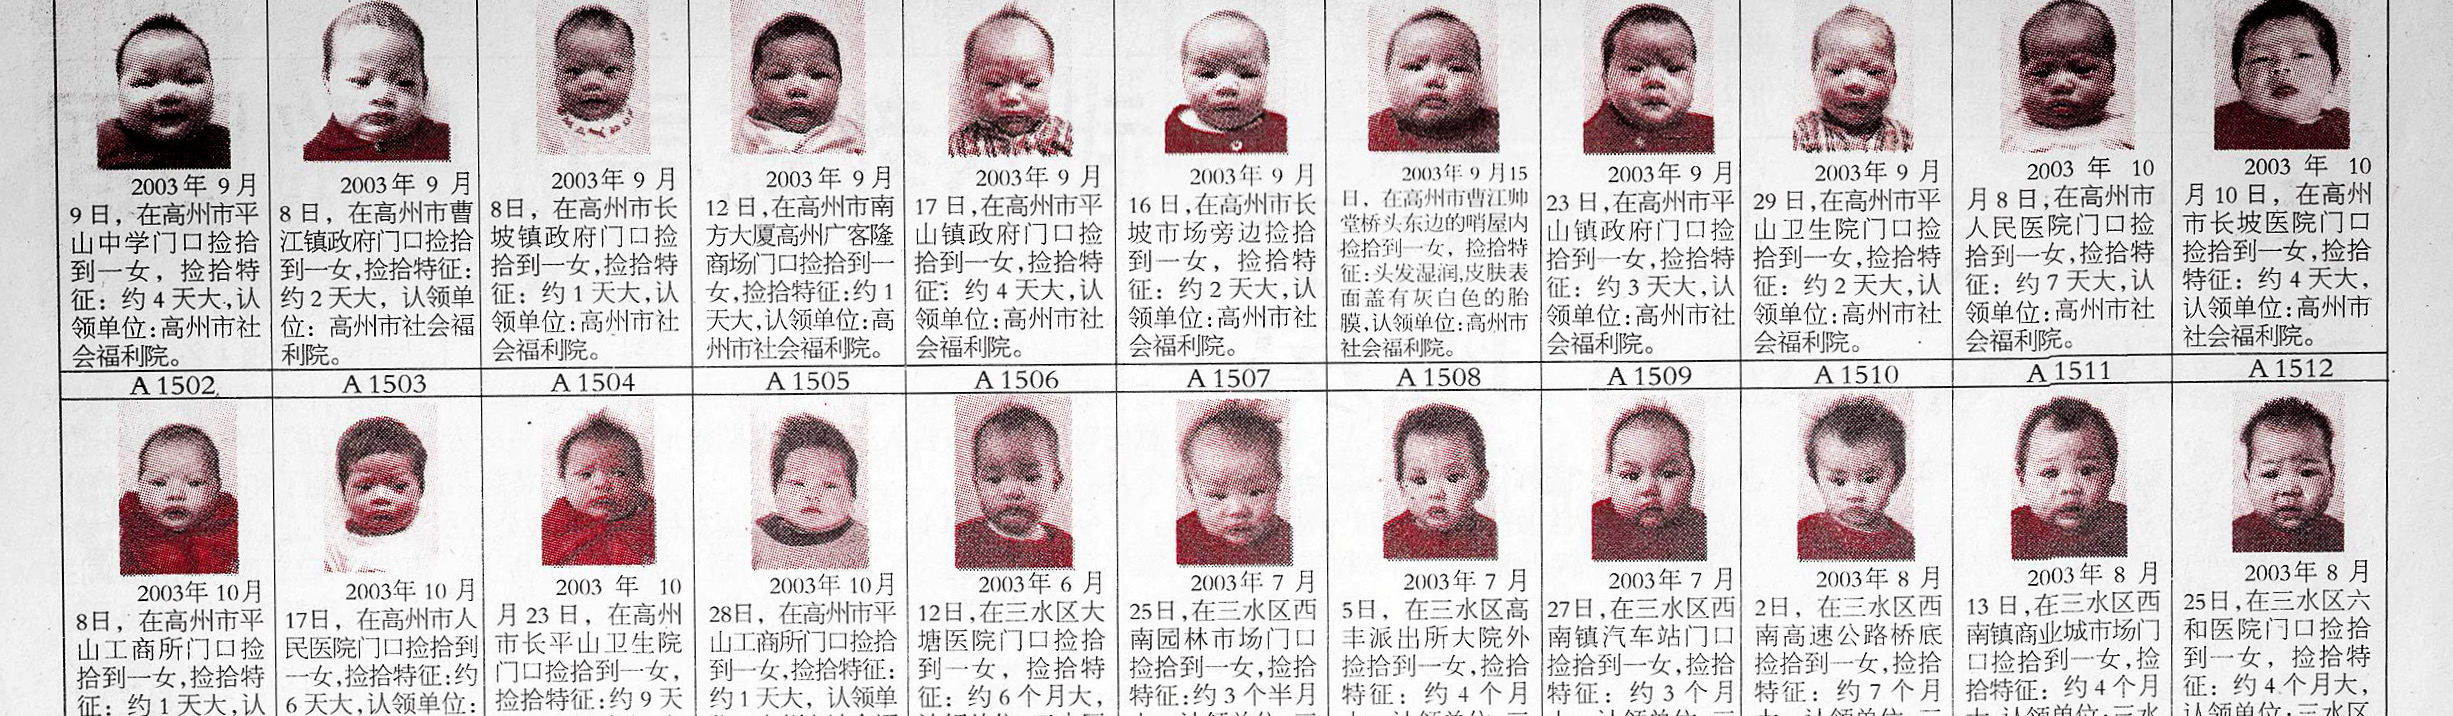 2003年 9 月
9 日，在高州市平
山中学门口捡拾
到一女，捡拾特
征：约 4 天大,认
领单位:高州市社
会福利院。
2003年 9 月
8 日，在高州市曹
江镇政府门口捡拾
到一女,捡拾特征：
约 2 天大，认领单
位：高州市社会福
利院。
2003年 9 月
8日，在高州市长
坡镇政府门口捡
拾到一女,捡拾特
征：约 1 天大,认
领单位:高州市社
会福利院。
2003年 9 月
12 日,在高州市南
方大厦高州广客隆
商场门口捡拾到一
女,捡拾特征:约 1
天大,认领单位:高
州市社会福利院。
2003年 9 月
17 日,在高州市平
山镇政府门口捡
拾到一女,捡拾特
征：约 4 天大,认
领单位:高州市社
会福利院。
2003年 9 月
16 日,在高州市长
坡市场旁边捡拾
到一女，捡拾特
征：约 2 天大,认
领单位:高州市社
会福利院。
2003年 9 月15
日，在高州市曹江帅
堂桥头东边的哨屋内
捡拾到一女，捡拾特
征:头发湿润,皮肤表
面盖有灰白色的胎
膜,认领单位:高州市
社会福利院。
2003年 9 月
23 日,在高州市平
山镇政府门口捡
拾到一女,捡拾特
征：约 3 天大,认
领单位:高州市社
会福利院。
2003年 9 月
29 日,在高州市平
山卫生院门口捡
拾到一女,捡拾特
征：约 2 天大,认
领单位:高州市社
会福利院。
2003 年 10
月 8 日;在高州市
人民医院门口捡
拾到一女,捡拾特
征：约 7 天大,认
领单位:高州市社
会福利院。
2003 年 10
月 10 日，在高州
市长坡医院门口
捡拾到一女,捡拾
特征：约 4 天大,
认领单位:高州市
社会福利院。
A 1502
A 1503
A 1504
A 1505
A 1506
A 1507
A 1508
A 1509
A 1510
A 1511
A 1512
2003年 10月
8日，在高州市平
山工商所门口捡
拾到一女,捡拾特
征：约 1 天大,认
2003年 10 月
17日，在高州市人
民医院门口捡拾到
一女,捡拾特征:约
6 天大,认领单位:
2003 年 10
月 23 日，在高州
市长平山卫生院
门口捡拾到一女,
捡拾特征:约 9 天
2003年 10月
28日，在高州市平
山工商所门口捡拾
到一女,捡拾特征:
约 1 天大，认领单
2003年 6 月
12日,在三水区大
塘医院门口捡拾
到一女，捡拾特
征：约 6 个月大,
2003年 7 月
25日,在三水区西
南园林市场门口
捡拾到一女,捡拾
特征:约 3 个半月
2003年 7 月
5日，在三水区高
丰派出所大院外
捡拾到一女,捡拾
特征：约 4 个月
2003年 7 月
27日,在三水区西
南镇汽车站门口
捡拾到一女,捡拾
特征：约 3 个月
2003年 8 月
2日，在三水区西
南高速公路桥底
捡拾到一女,捡拾
特征：约 7 个月
2003年 8 月
13 日,在三水区西
南镇商业城市场门
口捡拾到一女,捡
拾特征：约 4 个月
2003年 8 月
25日,在三水区六
和医院门口捡拾
到一女，捡拾特
征：约 4 个月大,